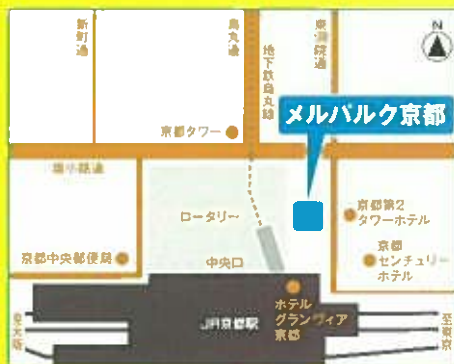 新町通
烏丸通
地下鉄烏丸線
東洞院通
N
メルパルク京都
京都タワー
塩小路通
ロータリー
京都第2
タワーホテル
京都
センチュリー
ホテル
京都中央郵便局
中央口
ホテル
グランヴィア
京都
JR京都駅
至大阪
至東京